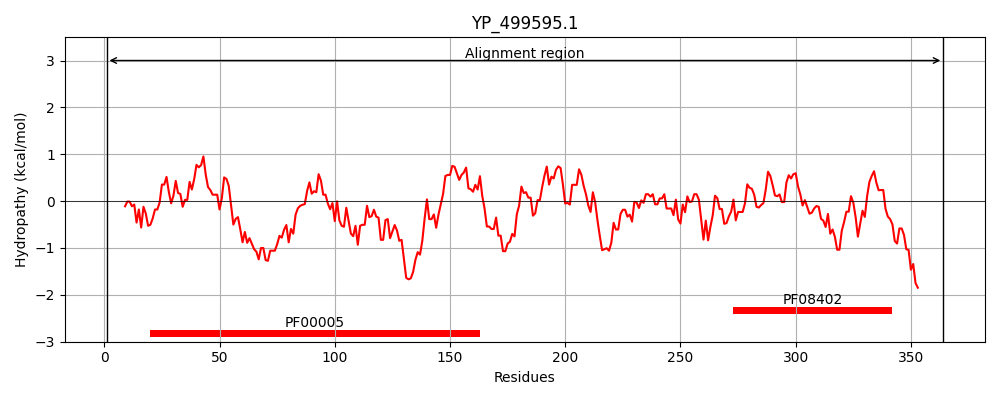 YP_499595.1
Alignment region
Hydropathy (kcal/mol)
3
2
1
0
−1
−2
−3
PF08402
PF00005
0 50 100 150 200 250 300 350
Residues